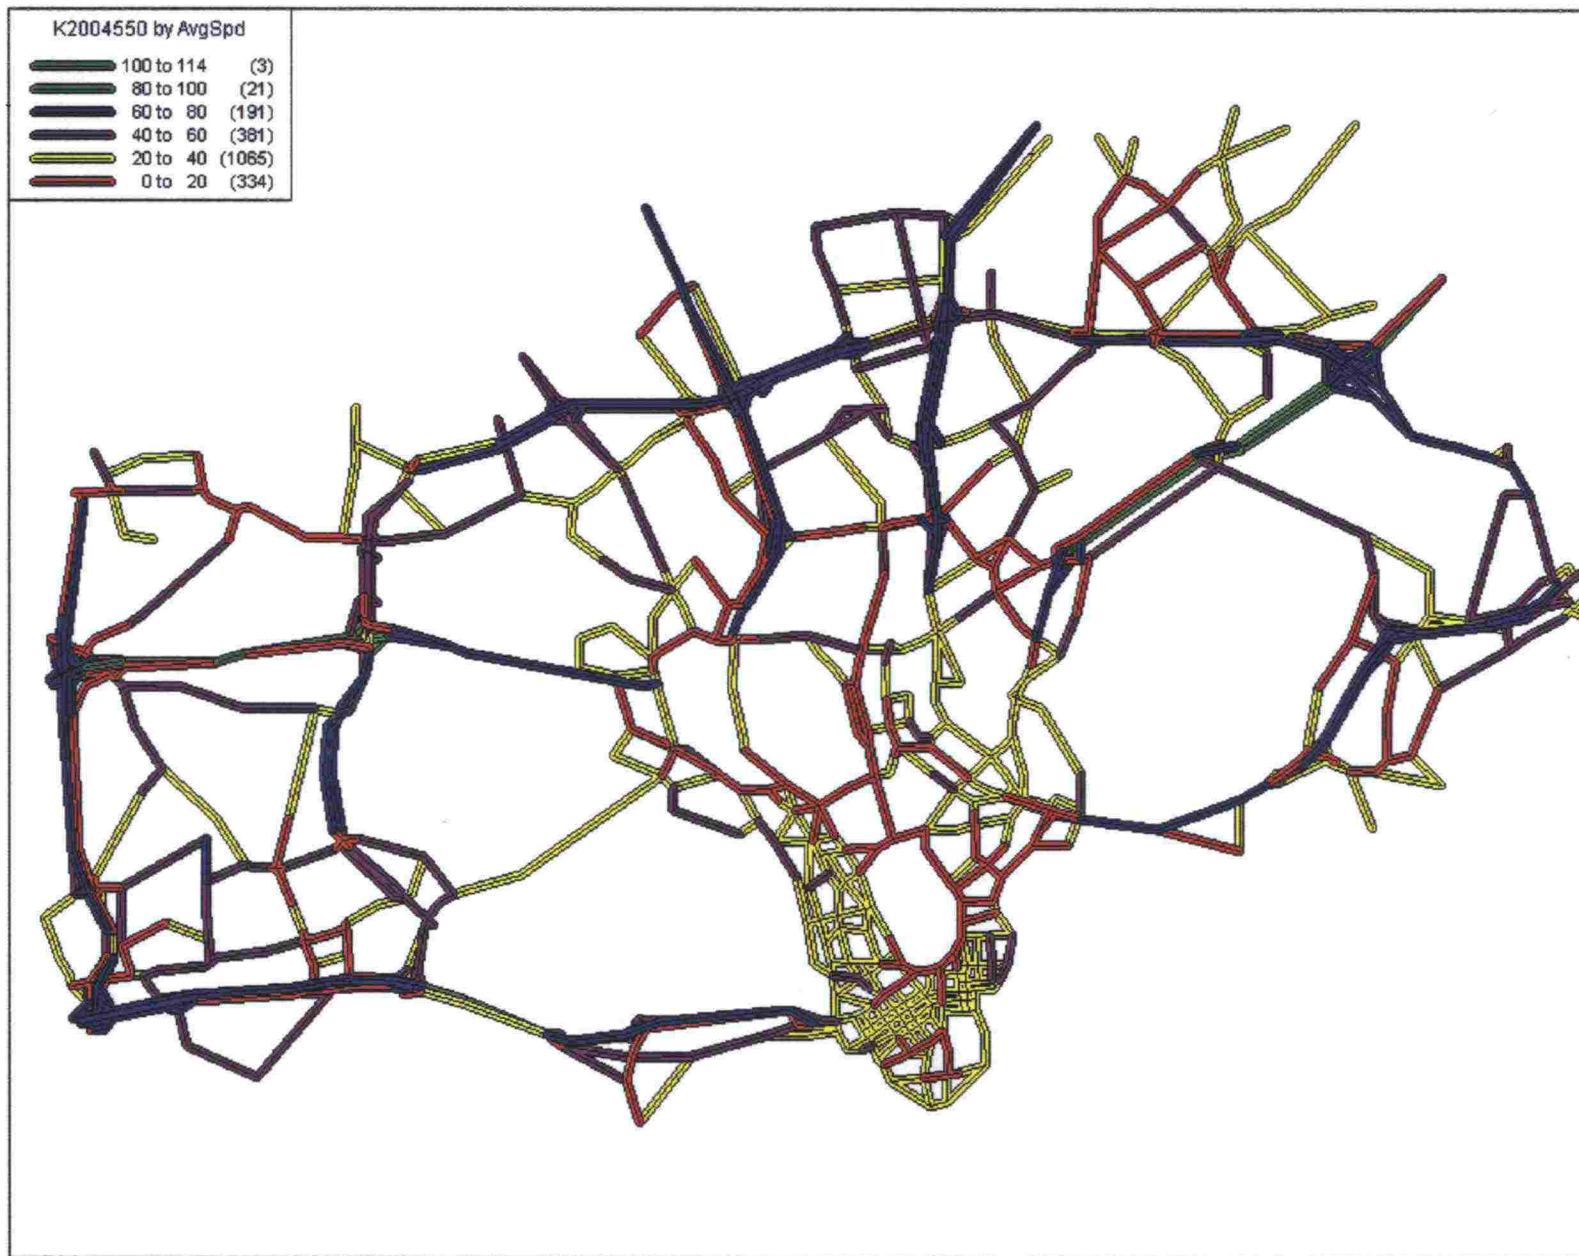 K2004550 by AvgSpd
100 to 114 (3)
80 to 100 (21)
60 to 80 (191)
40 to 60 (381)
20 to 40 (1065)
0 to 20 (334)